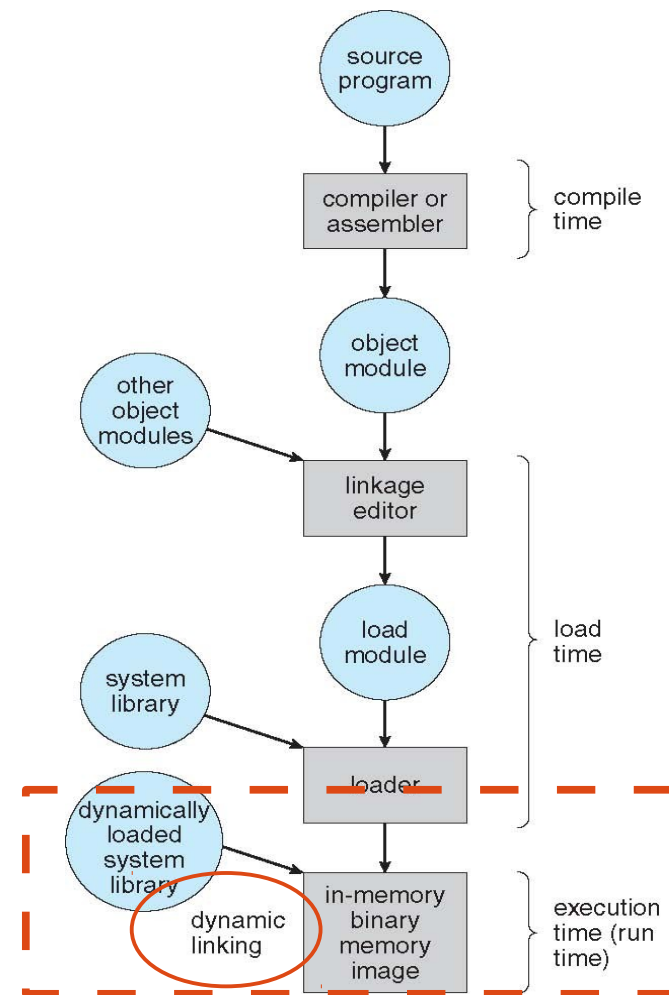 source
program
compiler or
assembler
compile
time
object
module
other
object
modules
linkage
editor
load
module
load
time
system
library
loader
dynamically
loaded
system
library
dynamic
linking
in-memory
binary
memory
image
execution
time (run
time)